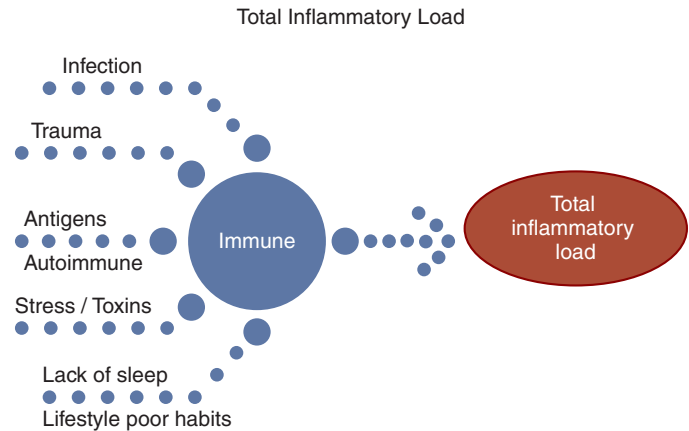 Total Inflammatory Load
Infection
Trauma
Antigens
Autoimmune
Stress / Toxins
Lack of sleep
Lifestyle poor habits
Immune
Total
inflammatory
load